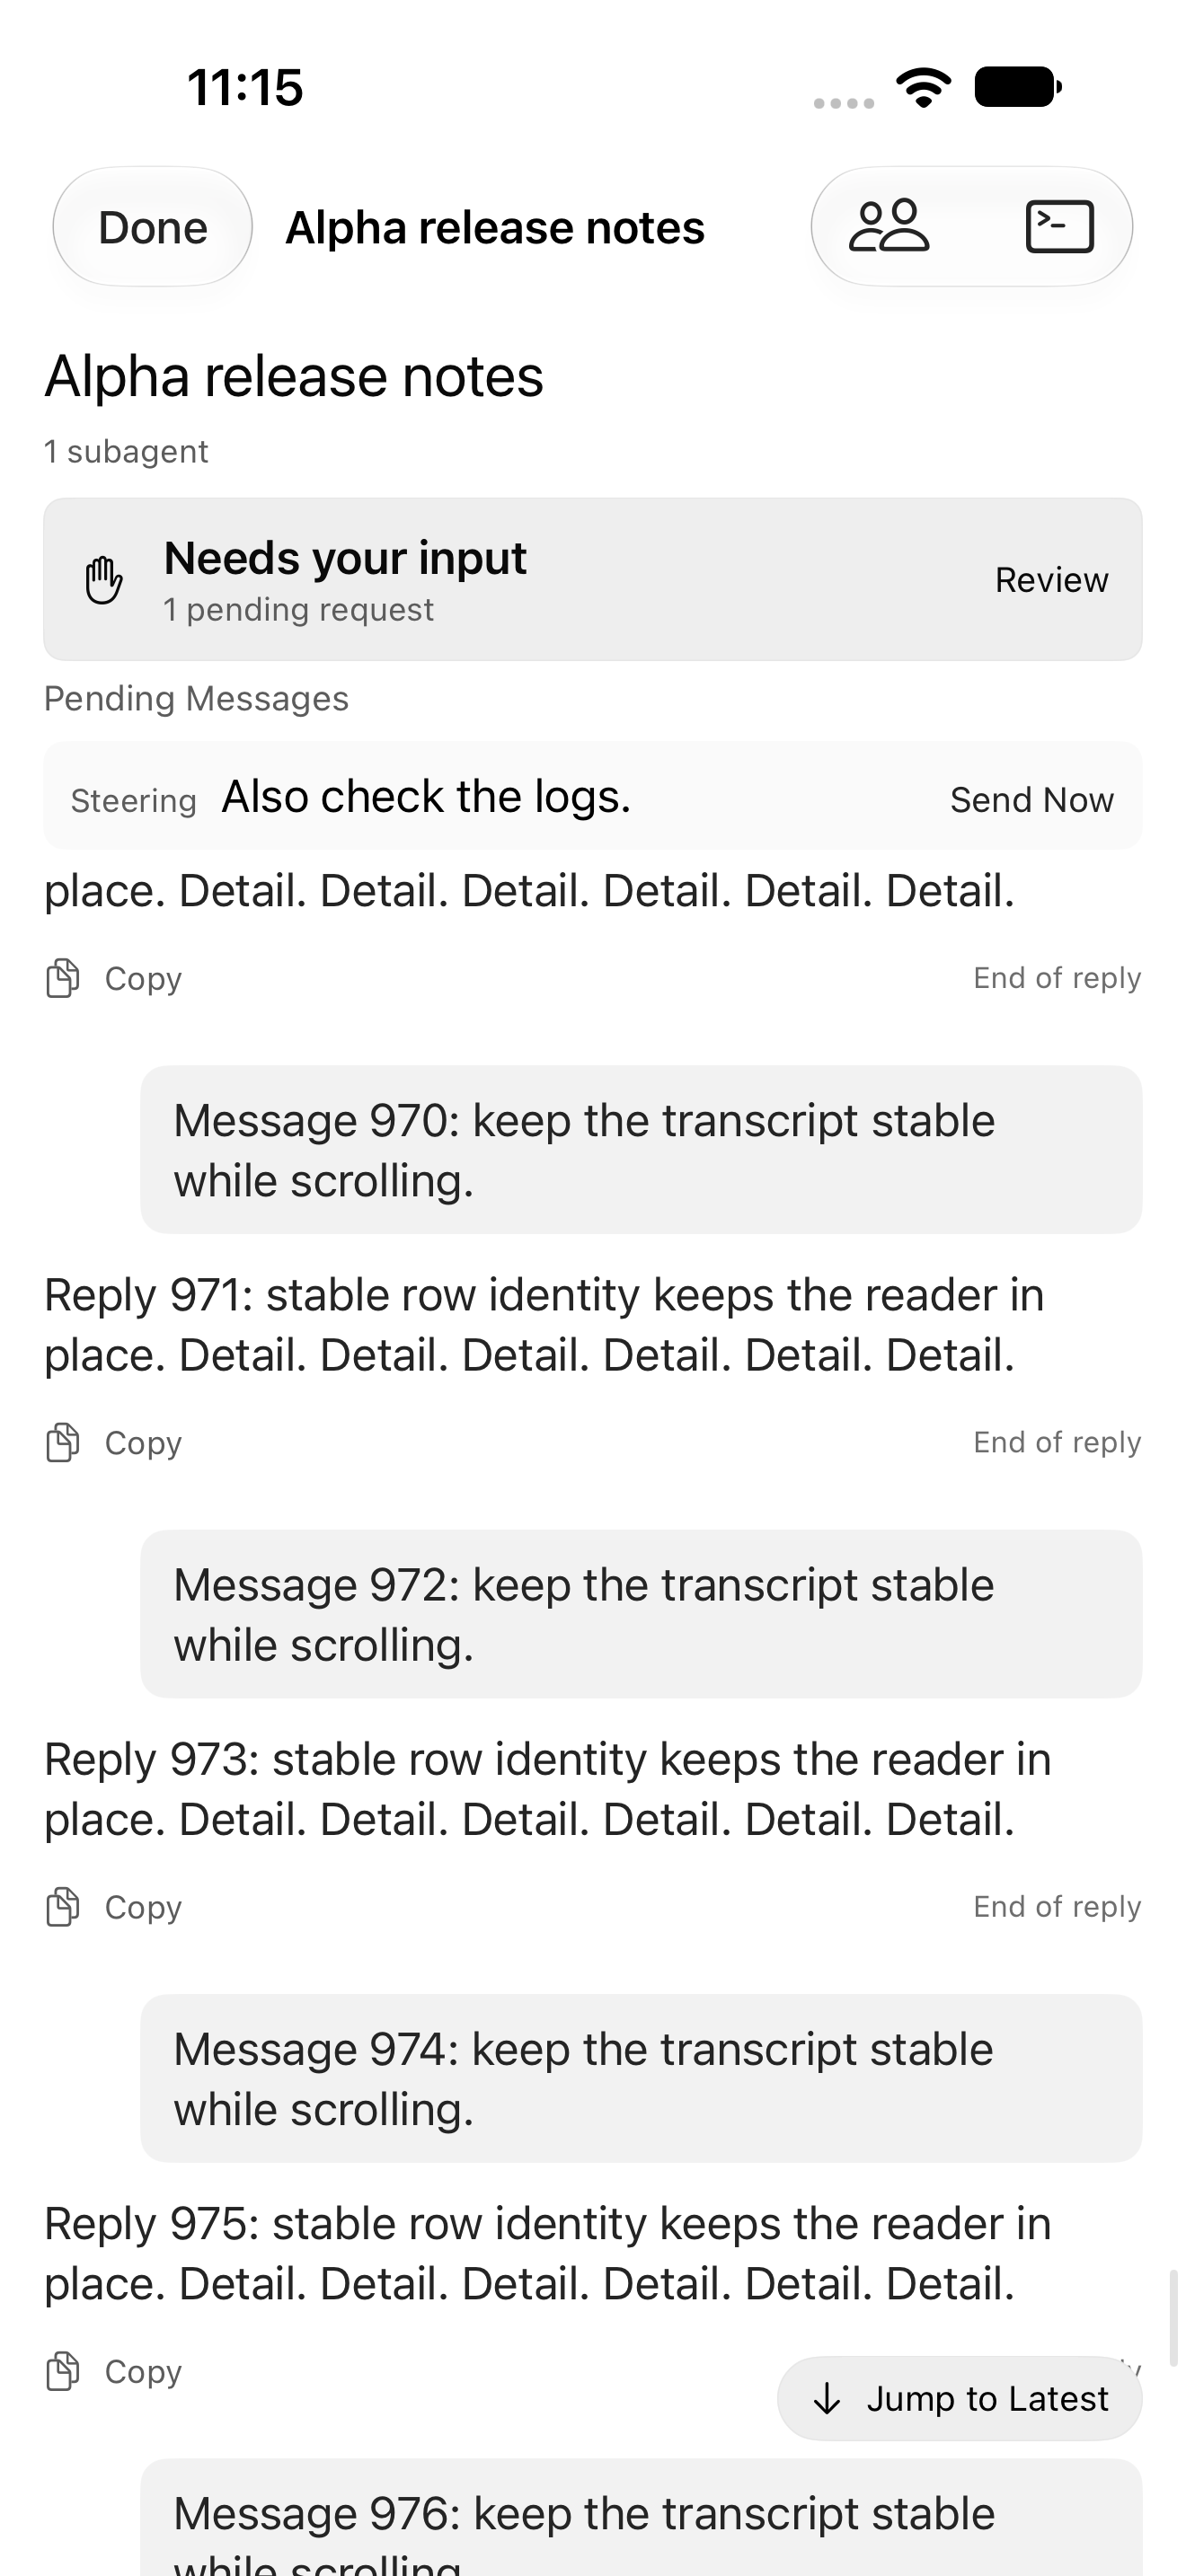 11:15
Done
Alpha release notes
>_
Alpha release notes
1 subagent
Needs your input
1 pending request
Review
Pending Messages
Steering Also check the logs. Send Now
place. Detail. Detail. Detail. Detail. Detail. Detail.
Copy
End of reply
Message 970: keep the transcript stable
while scrolling.
Reply 971: stable row identity keeps the reader in
place. Detail. Detail. Detail. Detail. Detail. Detail.
Copy
End of reply
Message 972: keep the transcript stable
while scrolling.
Reply 973: stable row identity keeps the reader in
place. Detail. Detail. Detail. Detail. Detail. Detail.
Copy
End of reply
Message 974: keep the transcript stable
while scrolling.
Reply 975: stable row identity keeps the reader in
place. Detail. Detail. Detail. Detail. Detail. Detail.
Copy
Jump to Latest
Message 976: keep the transcript stable
while scrolling